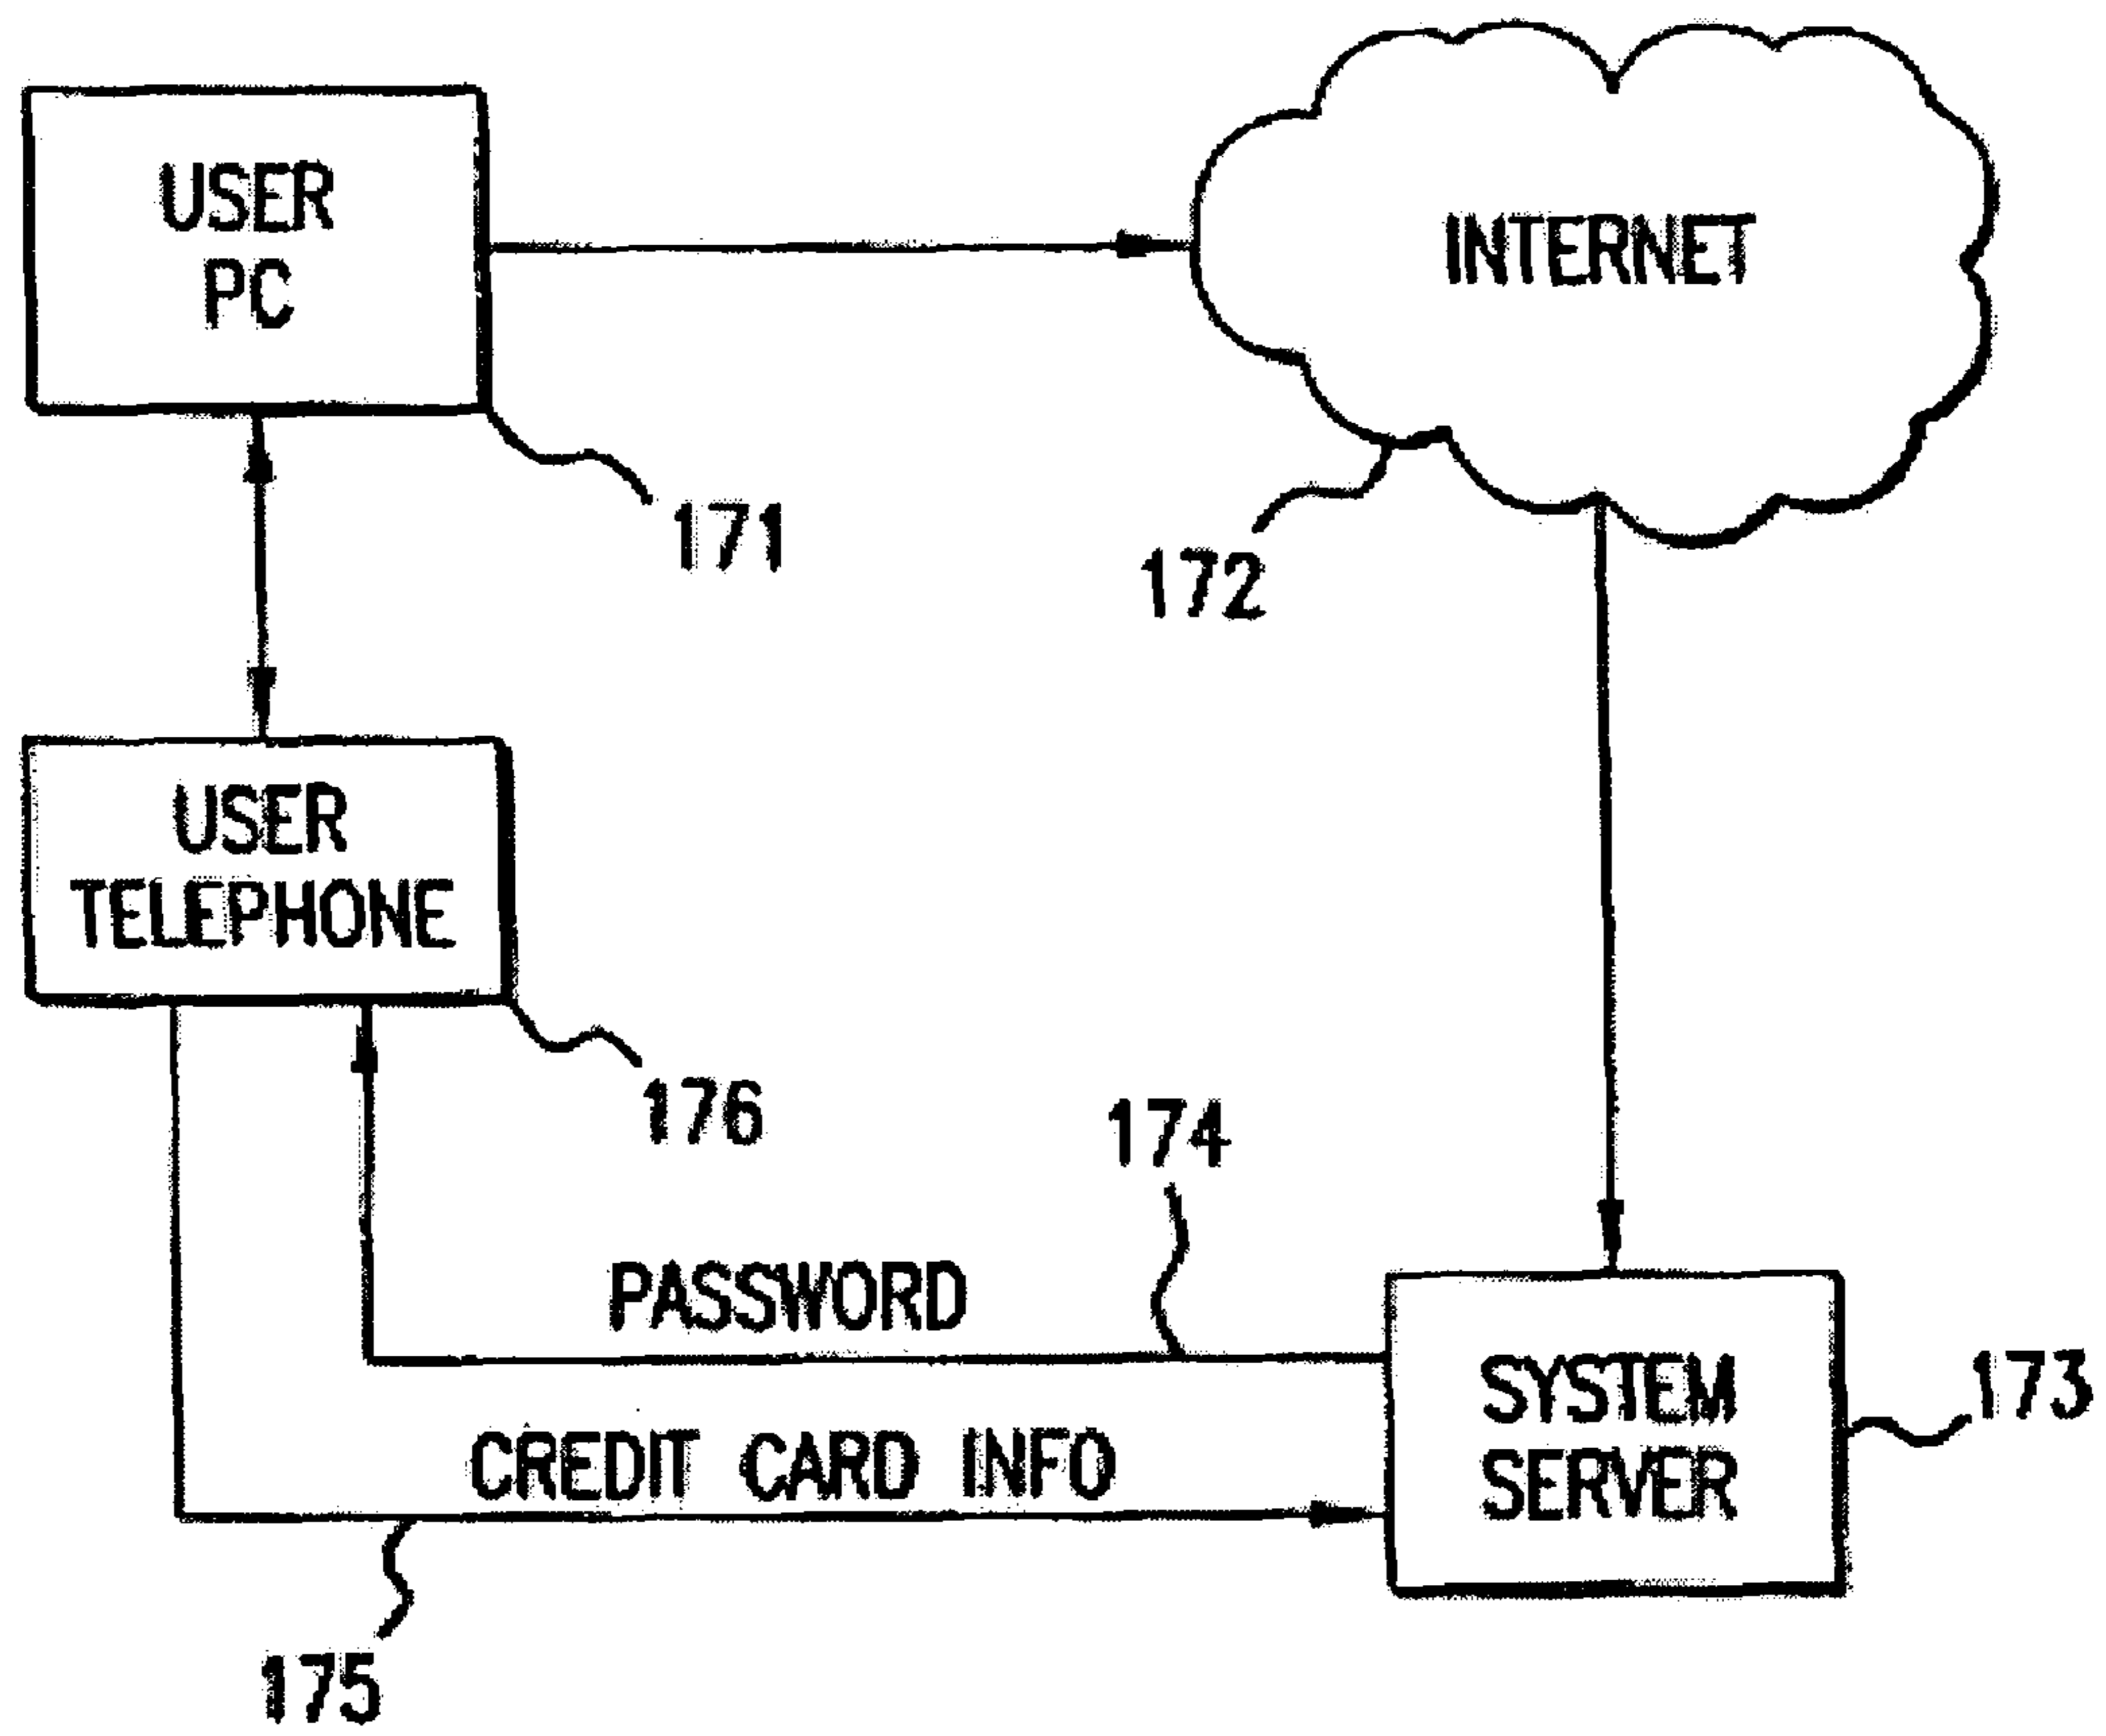 USER
PC
INTERNET
171
172
USER
TELEPHONE
176
174
PASSWORD
SYSTEM
SERVER
173
CREDIT CARD INFO
175